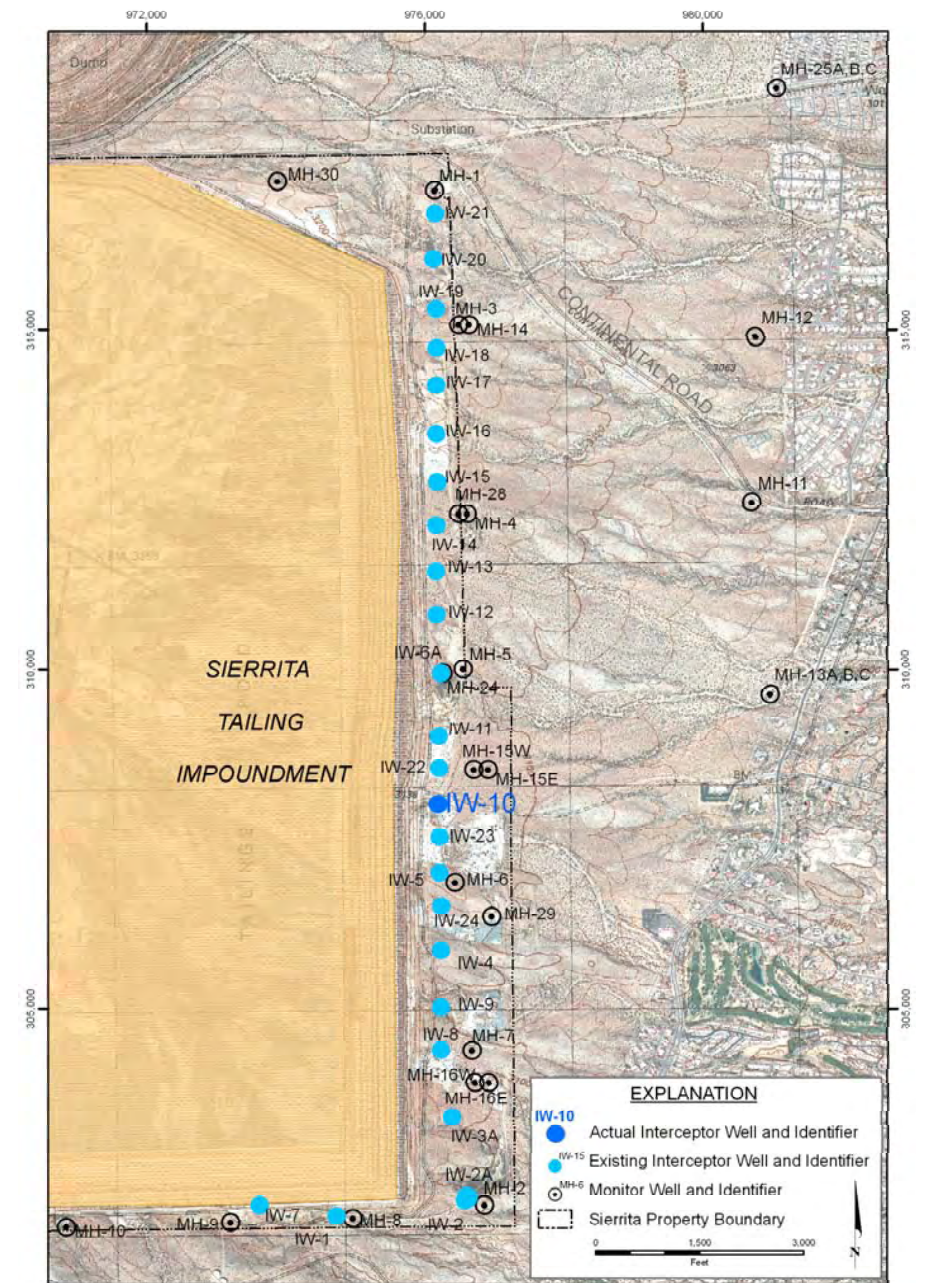 972,000
976,000
980,000
Dump
MH-25A,B,C
Substation
MH-30
MH-1
IW-21
IW-20
IW-19
MH-3
MH-14
MH-12
315,000
315,000
CONTINENTAL ROAD
IW-18
3063
IW-17
IW-16
IW-15
MH-11
MH-28
MH-4
ROAD
IW-14
IW-13
IW-12
IW-6A
MH-5
SIERRITA
310,000
310,000
MH-24
MH-13A,B,C
TAILING
IW-11
MH-15W
IW-22
IMPOUNDMENT
MH-15E
BM
IW-10
IW-23
IW-5
MH-6
IW-24
MH-29
IW-4
305,000
305,000
IW-9
IW-8
MH-7
MH-16W
MH-16E
IW-3A
IW-2A
MH-2
IW-7
MH-9
MH-8
IW-2
MH-10
IW-1
EXPLANATION
IW-10
Actual Interceptor Well and Identifier
IW-15 Existing Interceptor Well and Identifier
MH-6 Monitor Well and Identifier
Sierrita Property Boundary
0 1,500 3,000
Feet
N